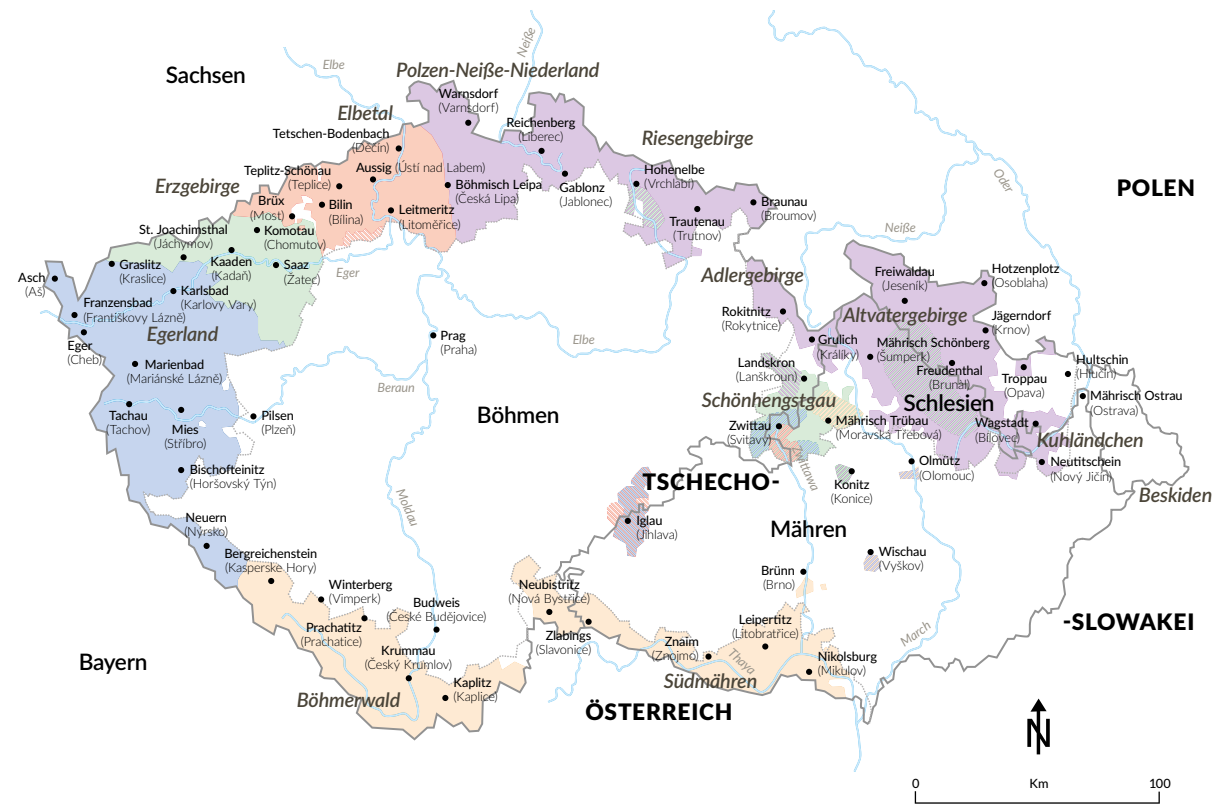 Sachsen
Elbe
Neiße
Polzen-Neiße-Niederland
Warnsdorf
(Varnsdorf)
Elbetal
Tetschen-Bodenbach
(Děčín)
Reichenberg
(Liberec)
Riesengebirge
Teplitz-Schönau
(Teplice)
Aussig (Ústí nad Labem)
Erzgebirge
Böhmisch Leipa
(Česká Lipa)
Gablonz
(Jablonec)
Hohenelbe
(Vrchlabí)
Oder
POLEN
Brüx
(Most)
Bilin
(Bílina)
Leitmeritz
(Litoměřice)
Trautenau
(Trutnov)
Braunau
(Broumov)
St. Joachimsthal
(Jáchymov)
Komotau
(Chomutov)
Neiße
Graslitz
(Kraslice)
Kaaden
(Kadaň)
Saaz
(Žatec)
Eger
Asch
(Aš)
Karlsbad
(Karlovy Vary)
Franzensbad
(Františkovy Lázně)
Adlergebirge
Freiwaldau
(Jeseník)
Hotzenplotz
(Osoblaha)
Egerland
Eger
(Cheb)
Prag
(Praha)
Elbe
Rokitnitz
(Rokytnice)
Altvatergebirge
Jägerndorf
(Krnov)
Grulich
(Králíky)
Mährisch Schönberg
(Šumperk)
Marienbad
(Mariánské Lázně)
Beraun
Landskron
(Lanškroun)
Freudenthal
(Bruntál)
Troppau
(Opava)
Hultschin
(Hlučín)
Tachau
(Tachov)
Mies
(Stříbro)
Pilsen
(Plzeň)
Böhmen
Schönhengstgau
Schlesien
Mährisch Ostrau
(Ostrava)
Zwittau
(Svitavy)
Mährisch Trübau
(Moravská Třebová)
Wagstadt
(Bílovec)
Kuhländchen
Bischofteinitz
(Horšovský Týn)
Zwittawa
Olmütz
(Olomouc)
Neutitschein
(Nový Jičín)
TSCHECHO-
Konitz
(Konice)
Beskiden
Moldau
Neuern
(Nýrsko)
Iglau
(Jihlava)
Mähren
Bergreichenstein
(Kasperske Hory)
Wischau
(Vyškov)
Brünn
(Brno)
Winterberg
(Vimperk)
Neubistritz
(Nová Bystřice)
Budweis
(České Budějovice)
Prachatitz
(Prachatice)
Leipertitz
(Litobratřice)
-SLOWAKEI
Zlabings
(Slavonice)
Znaim
(Znojmo)
March
Krummau
(Český Krumlov)
Thaya
Nikolsburg
(Mikulov)
Bayern
Kaplitz
(Kaplice)
Südmähren
Böhmerwald
ÖSTERREICH
N
0 Km 100